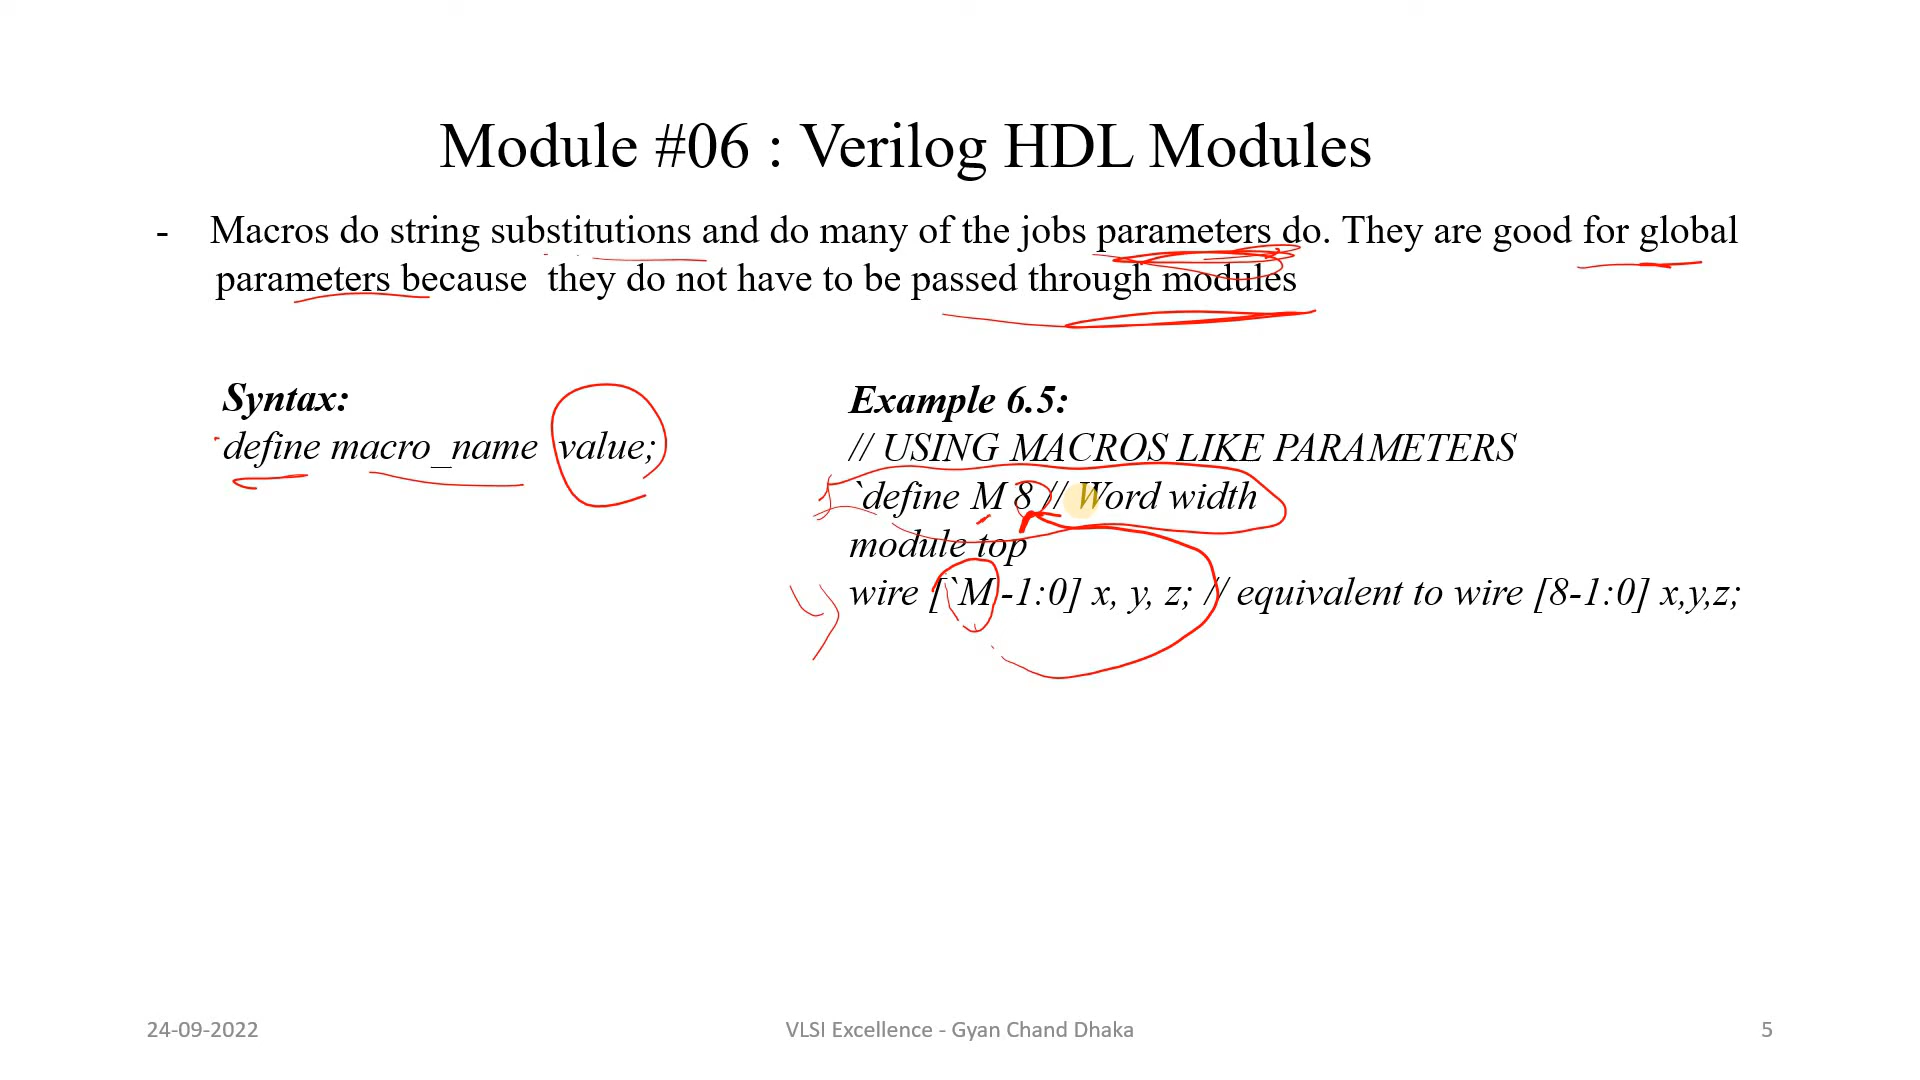 Module #06 : Verilog HDL Modules
- Macros do string substitutions and do many of the jobs parameters do. They are good for global
parameters because they do not have to be passed through modules
Syntax:
define macro_name value;
Example 6.5:
// USING MACROS LIKE PARAMETERS
`define M 8 // Word width
module top
wire [`M-1:0] x, y, z; // equivalent to wire [8-1:0] x,y,z;
24-09-2022
VLSI Excellence - Gyan Chand Dhaka
5